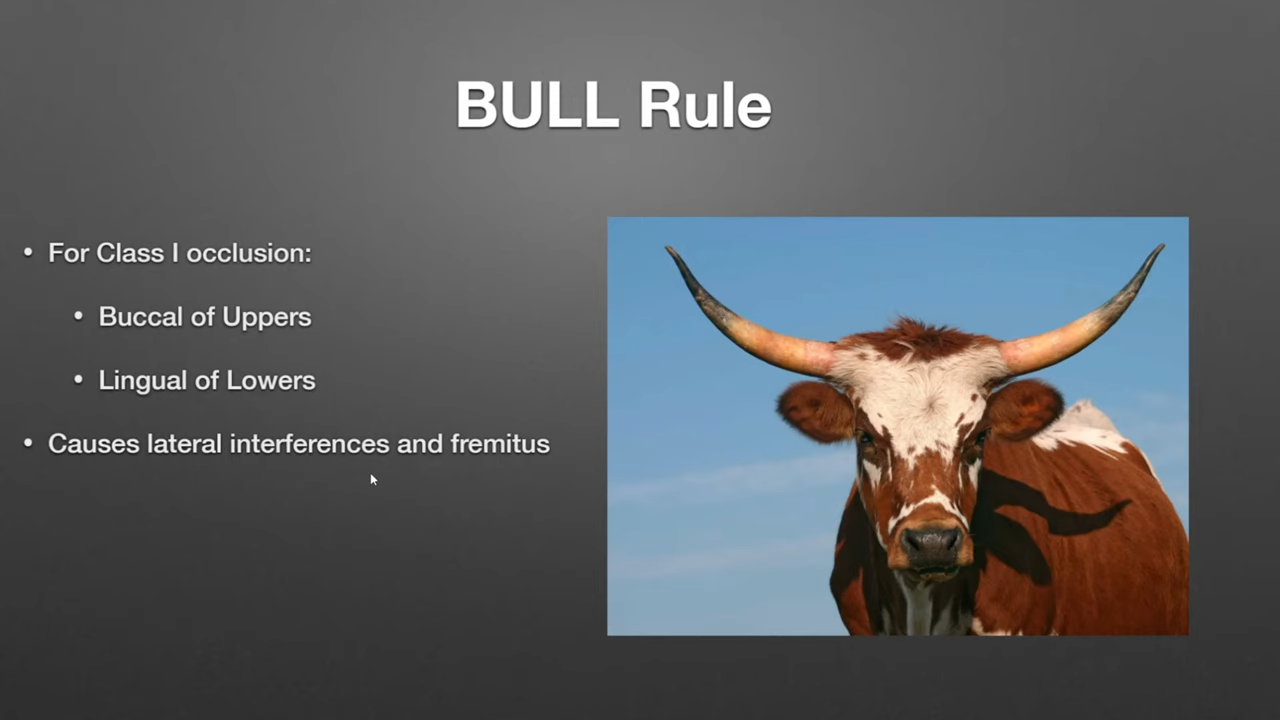 BULL Rule
• For Class I occlusion:
• Buccal of Uppers
• Lingual of Lowers
• Causes lateral interferences and fremitus